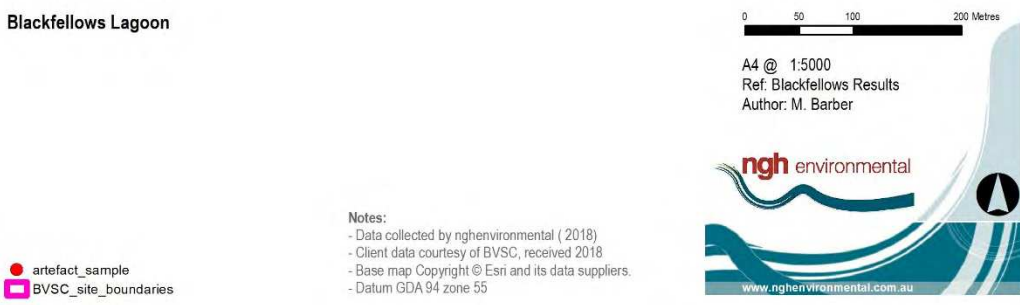 Blackfellows Lagoon
artefact_sample
BVSC_site_boundaries
Notes:
- Data collected by nghenvironmental ( 2018)
- Client data courtesy of BVSC, received 2018
- Base map Copyright © Esri and its data suppliers.
- Datum GDA 94 zone 55
0 50 100 200 Metres
A4 @ 1:5000
Ref: Blackfellows Results
Author: M. Barber
ngh environmental
www.nghenvironmental.com.au